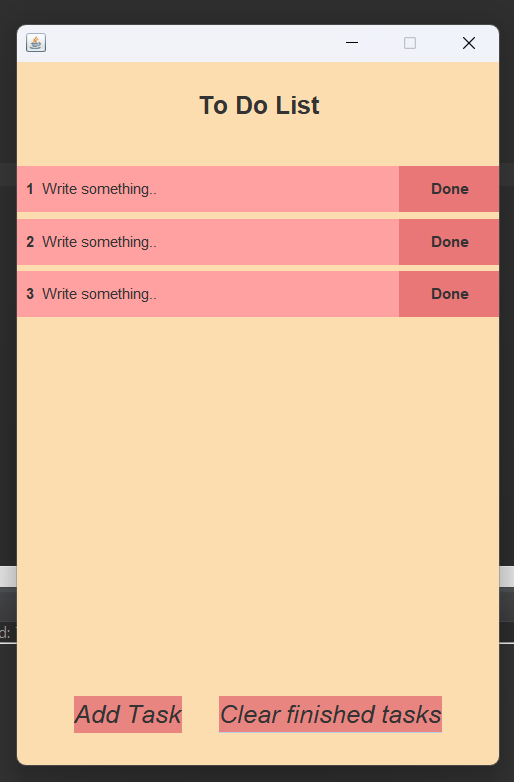 To Do List
1 Write something.. Done
2 Write something.. Done
3 Write something.. Done
d:
Add Task Clear finished tasks